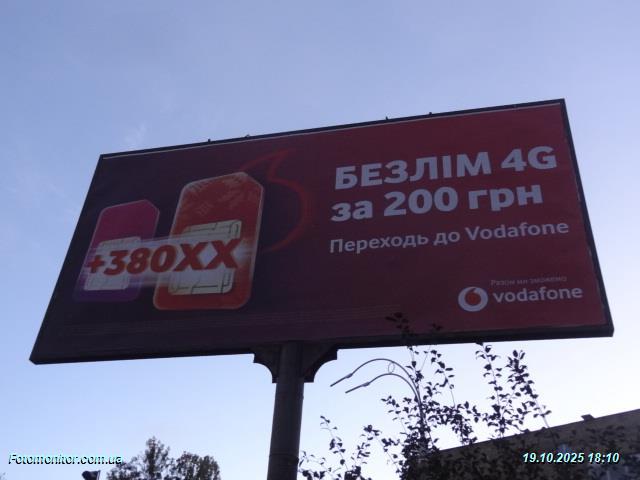 БЕЗЛІМ 4G
за 200 грн
Переходь до Vodafone
+380XX
Разом ми зможемо
vodafone
Fotomonitor.com.ua
19.10.2025 18:10